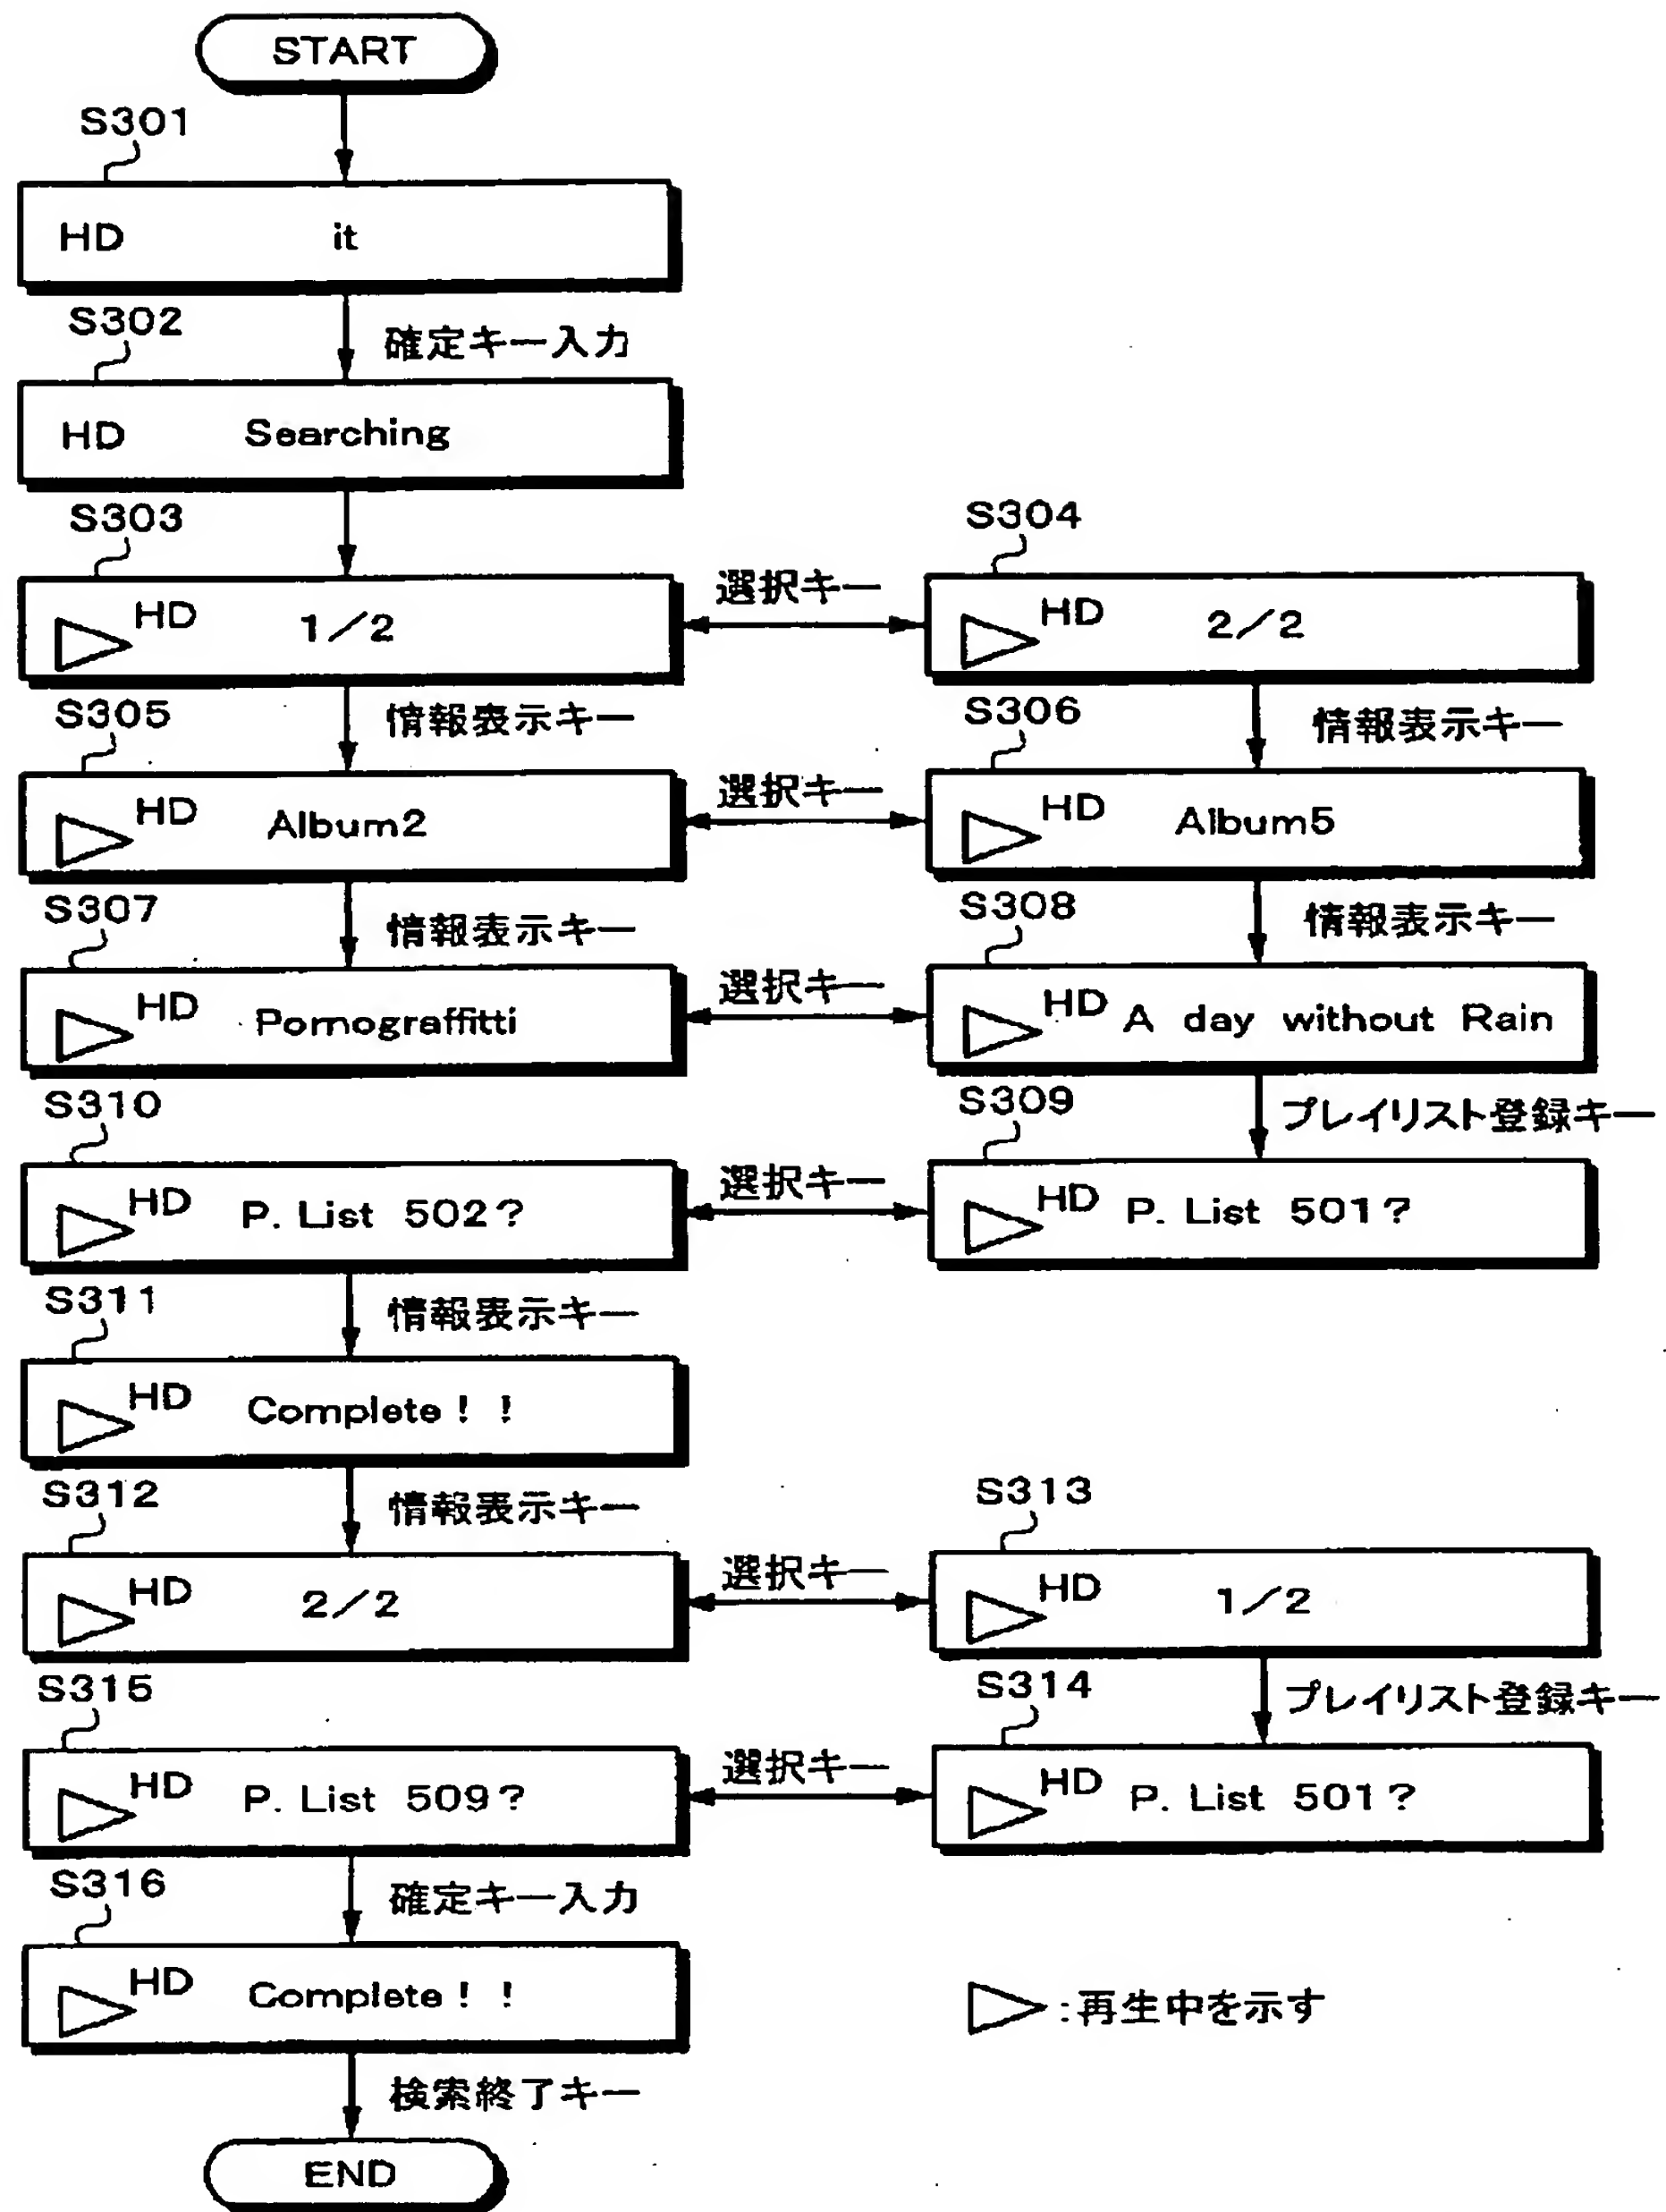 START
S301
HD it
確定キー入力
S302
HD Searching
S303
HD 1/2
選択キー
S304
HD 2/2
情報表示キー
情報表示キー
S305
HD Album2
選択キー
S306
HD Album5
情報表示キー
情報表示キー
S307
HD Pornograffitti
選択キー
S308
HD A day without Rain
プレイリスト登録キー
S310
HD P. List 502?
選択キー
S309
HD P. List 501?
情報表示キー
S311
HD Complete!!
情報表示キー
S312
HD 2/2
選択キー
S313
HD 1/2
プレイリスト登録キー
S315
HD P. List 509?
選択キー
S314
HD P. List 501?
確定キー入力
S316
HD Complete!!
:再生中を示す
検索終了キー
END